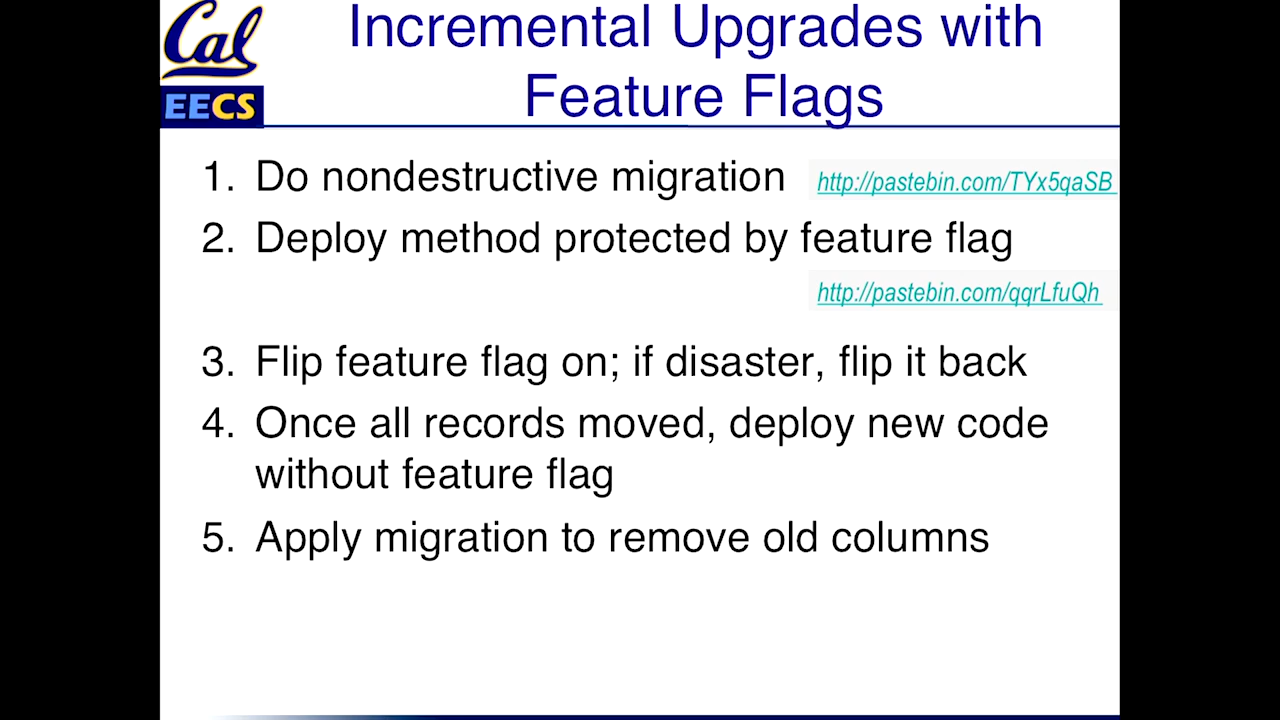 Cal
EECS
Incremental Upgrades with
Feature Flags
1. Do nondestructive migration http://pastebin.com/TYx5qaSB
2. Deploy method protected by feature flag
http://pastebin.com/qqrLfuQh
3. Flip feature flag on; if disaster, flip it back
4. Once all records moved, deploy new code
without feature flag
5. Apply migration to remove old columns